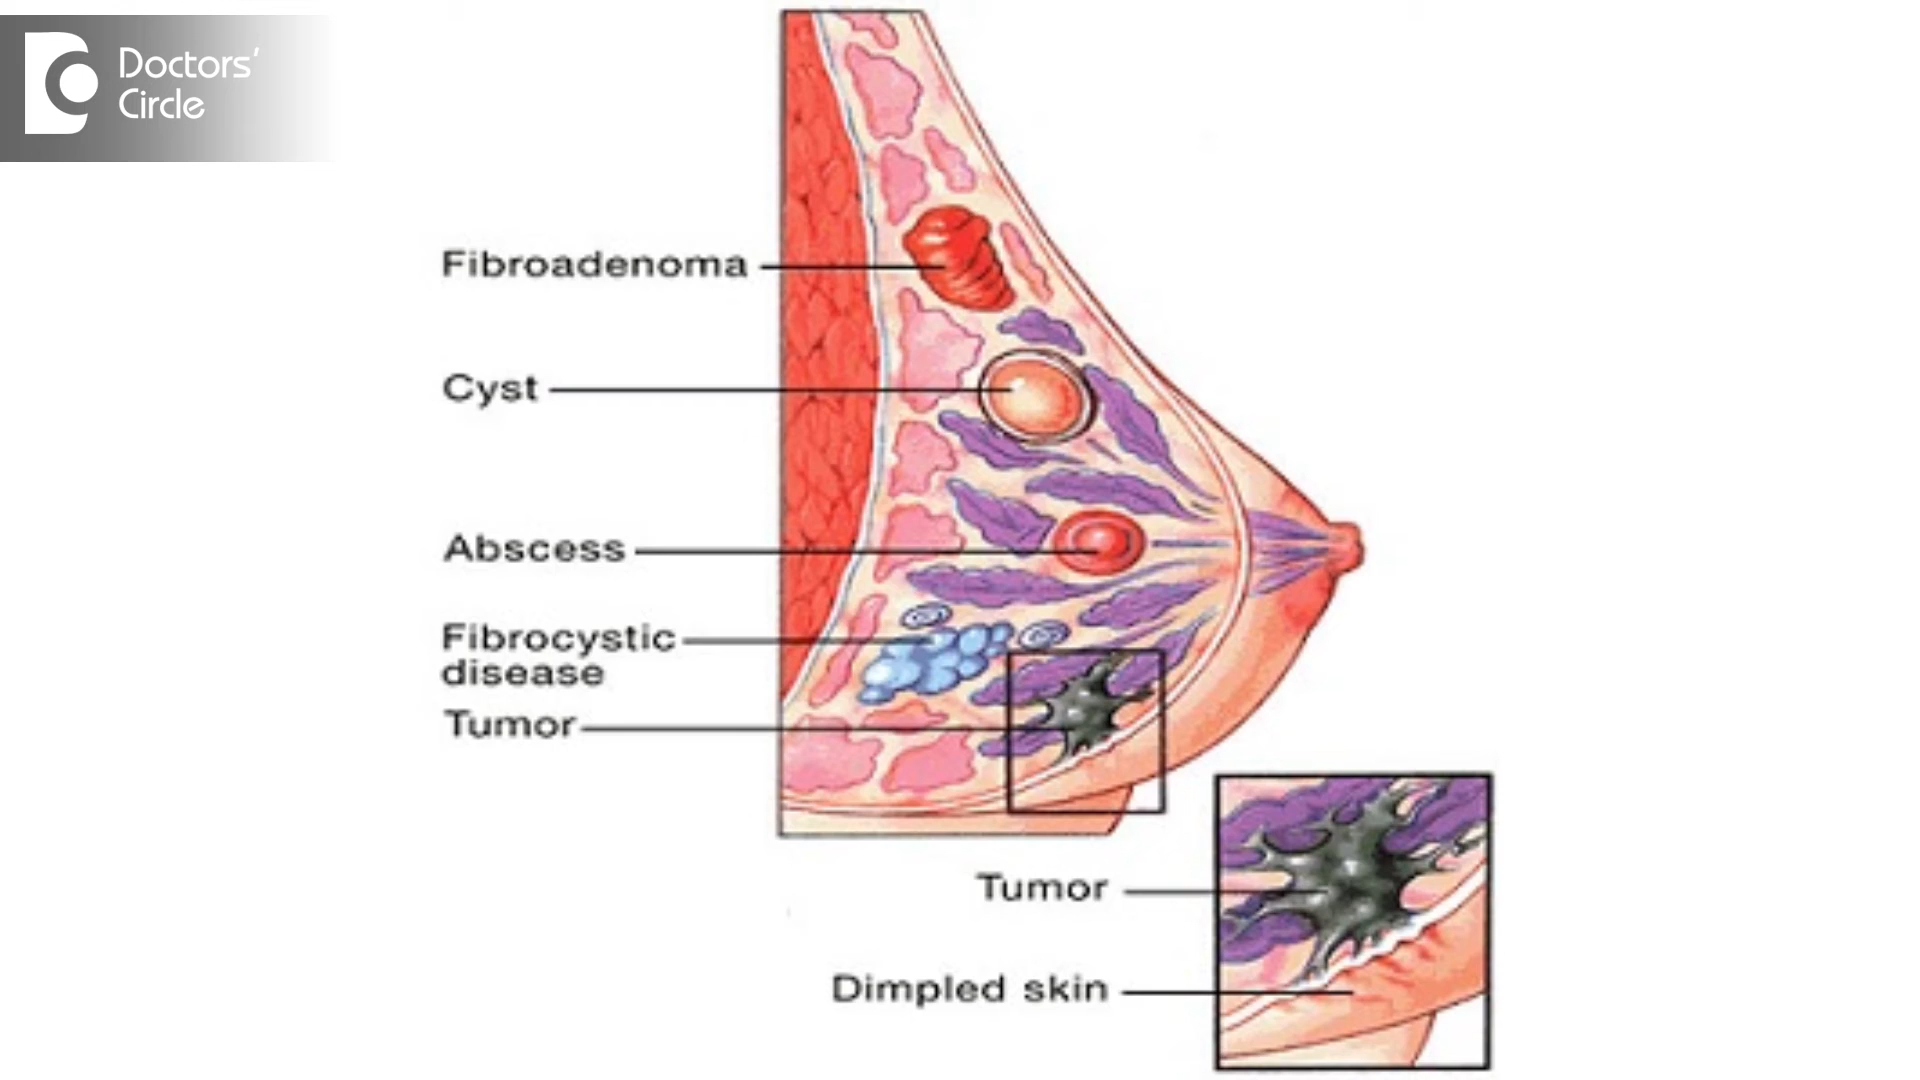 Doctors'
Circle
Fibroadenoma
Cyst
Abscess
Fibrocystic
disease
Tumor
Tumor
Dimpled skin